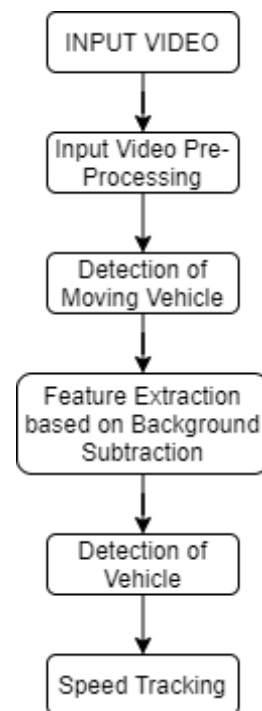 INPUT VIDEO
Input Video Pre-
Processing
Detection of
Moving Vehicle
Feature Extraction
based on Background
Subtraction
Detection of
Vehicle
Speed Tracking